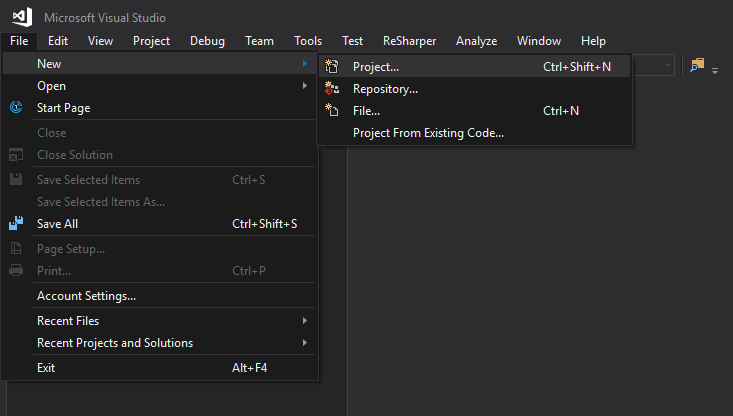 Microsoft Visual Studio
File Edit View Project Debug Team Tools Test ReSharper Analyze Window Help
New
Open
Start Page
Close
Close Solution
Save Selected Items Ctrl+S
Save Selected Items As...
Save All Ctrl+Shift+S
Page Setup...
Print... Ctrl+P
Account Settings...
Recent Files
Recent Projects and Solutions
Exit Alt+F4
Project... Ctrl+Shift+N
Repository...
File... Ctrl+N
Project From Existing Code...